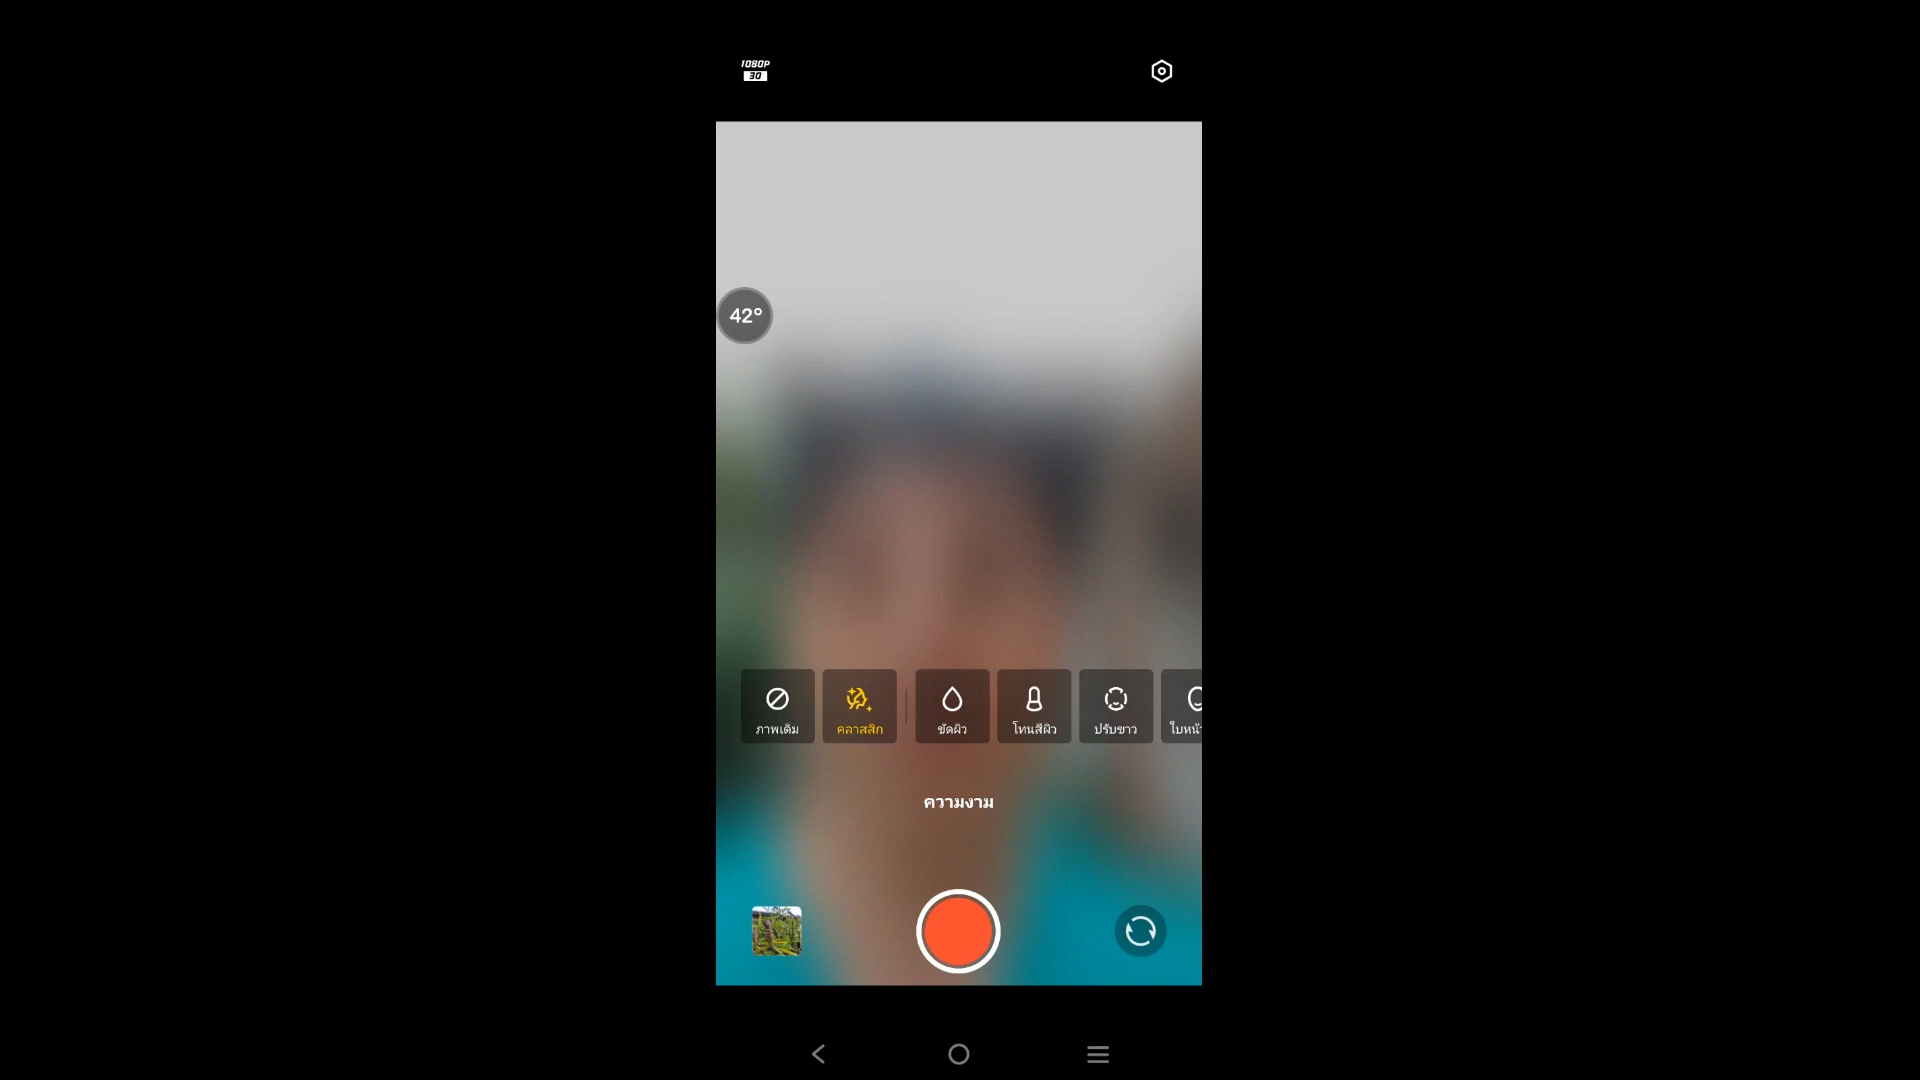 1080P
30
42°
ภาพเดิม
คลาสสิก
ขัดผิว
โทนสีผิว
ปรับขาว
ความงาม